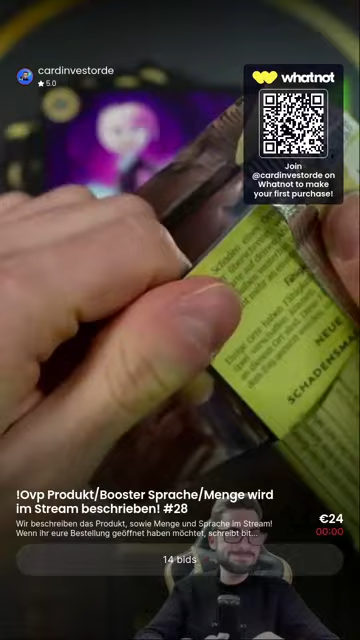 cardinvestorde
5.0
whatnot
Join
@cardinvestorde on
Whatnot to make
your first purchase!
NEUE
SCHADENSMA
!Ovp Produkt/Booster Sprache/Menge wird
im Stream beschrieben! #28
Wir beschreiben das Produkt, sowie Menge und Sprache im Stream!
Wenn ihr eure Bestellung geöffnet haben möchtet, schreibt bit...
€24
00:00
14 bids